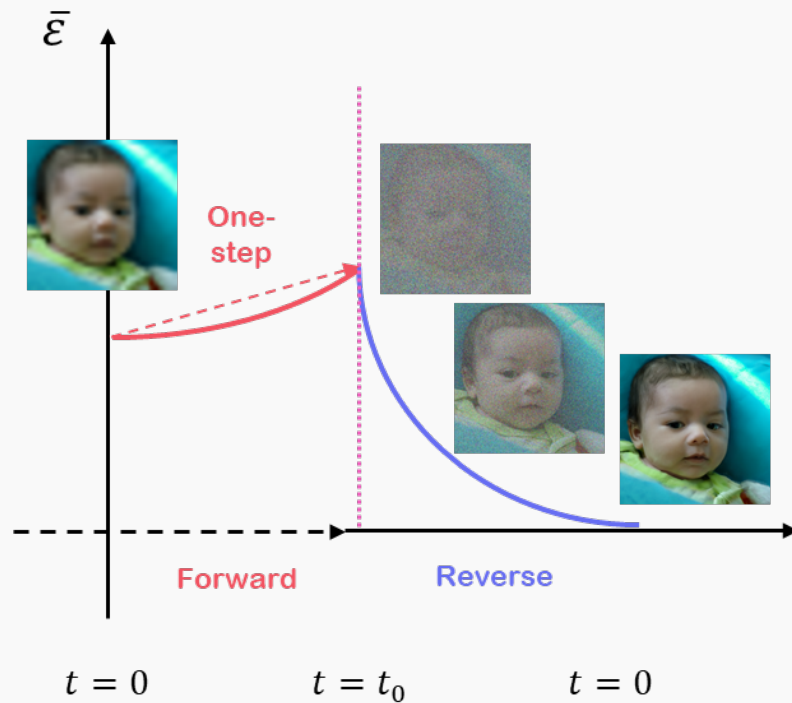 ε̄
One-
step
Forward
Reverse
t = 0
t = t₀
t = 0